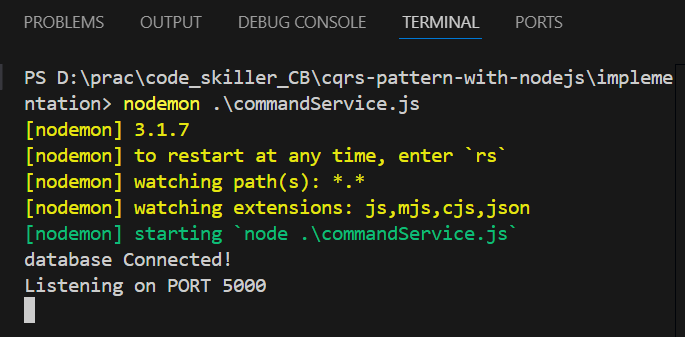 PROBLEMS OUTPUT DEBUG CONSOLE TERMINAL PORTS
PS D:\prac\code_skiller_CB\cqrs-pattern-with-nodejs\impleme
ntation> nodemon .\commandService.js
[nodemon] 3.1.7
[nodemon] to restart at any time, enter `rs`
[nodemon] watching path(s): *.*
[nodemon] watching extensions: js,mjs,cjs,json
[nodemon] starting `node .\commandService.js`
database Connected!
Listening on PORT 5000